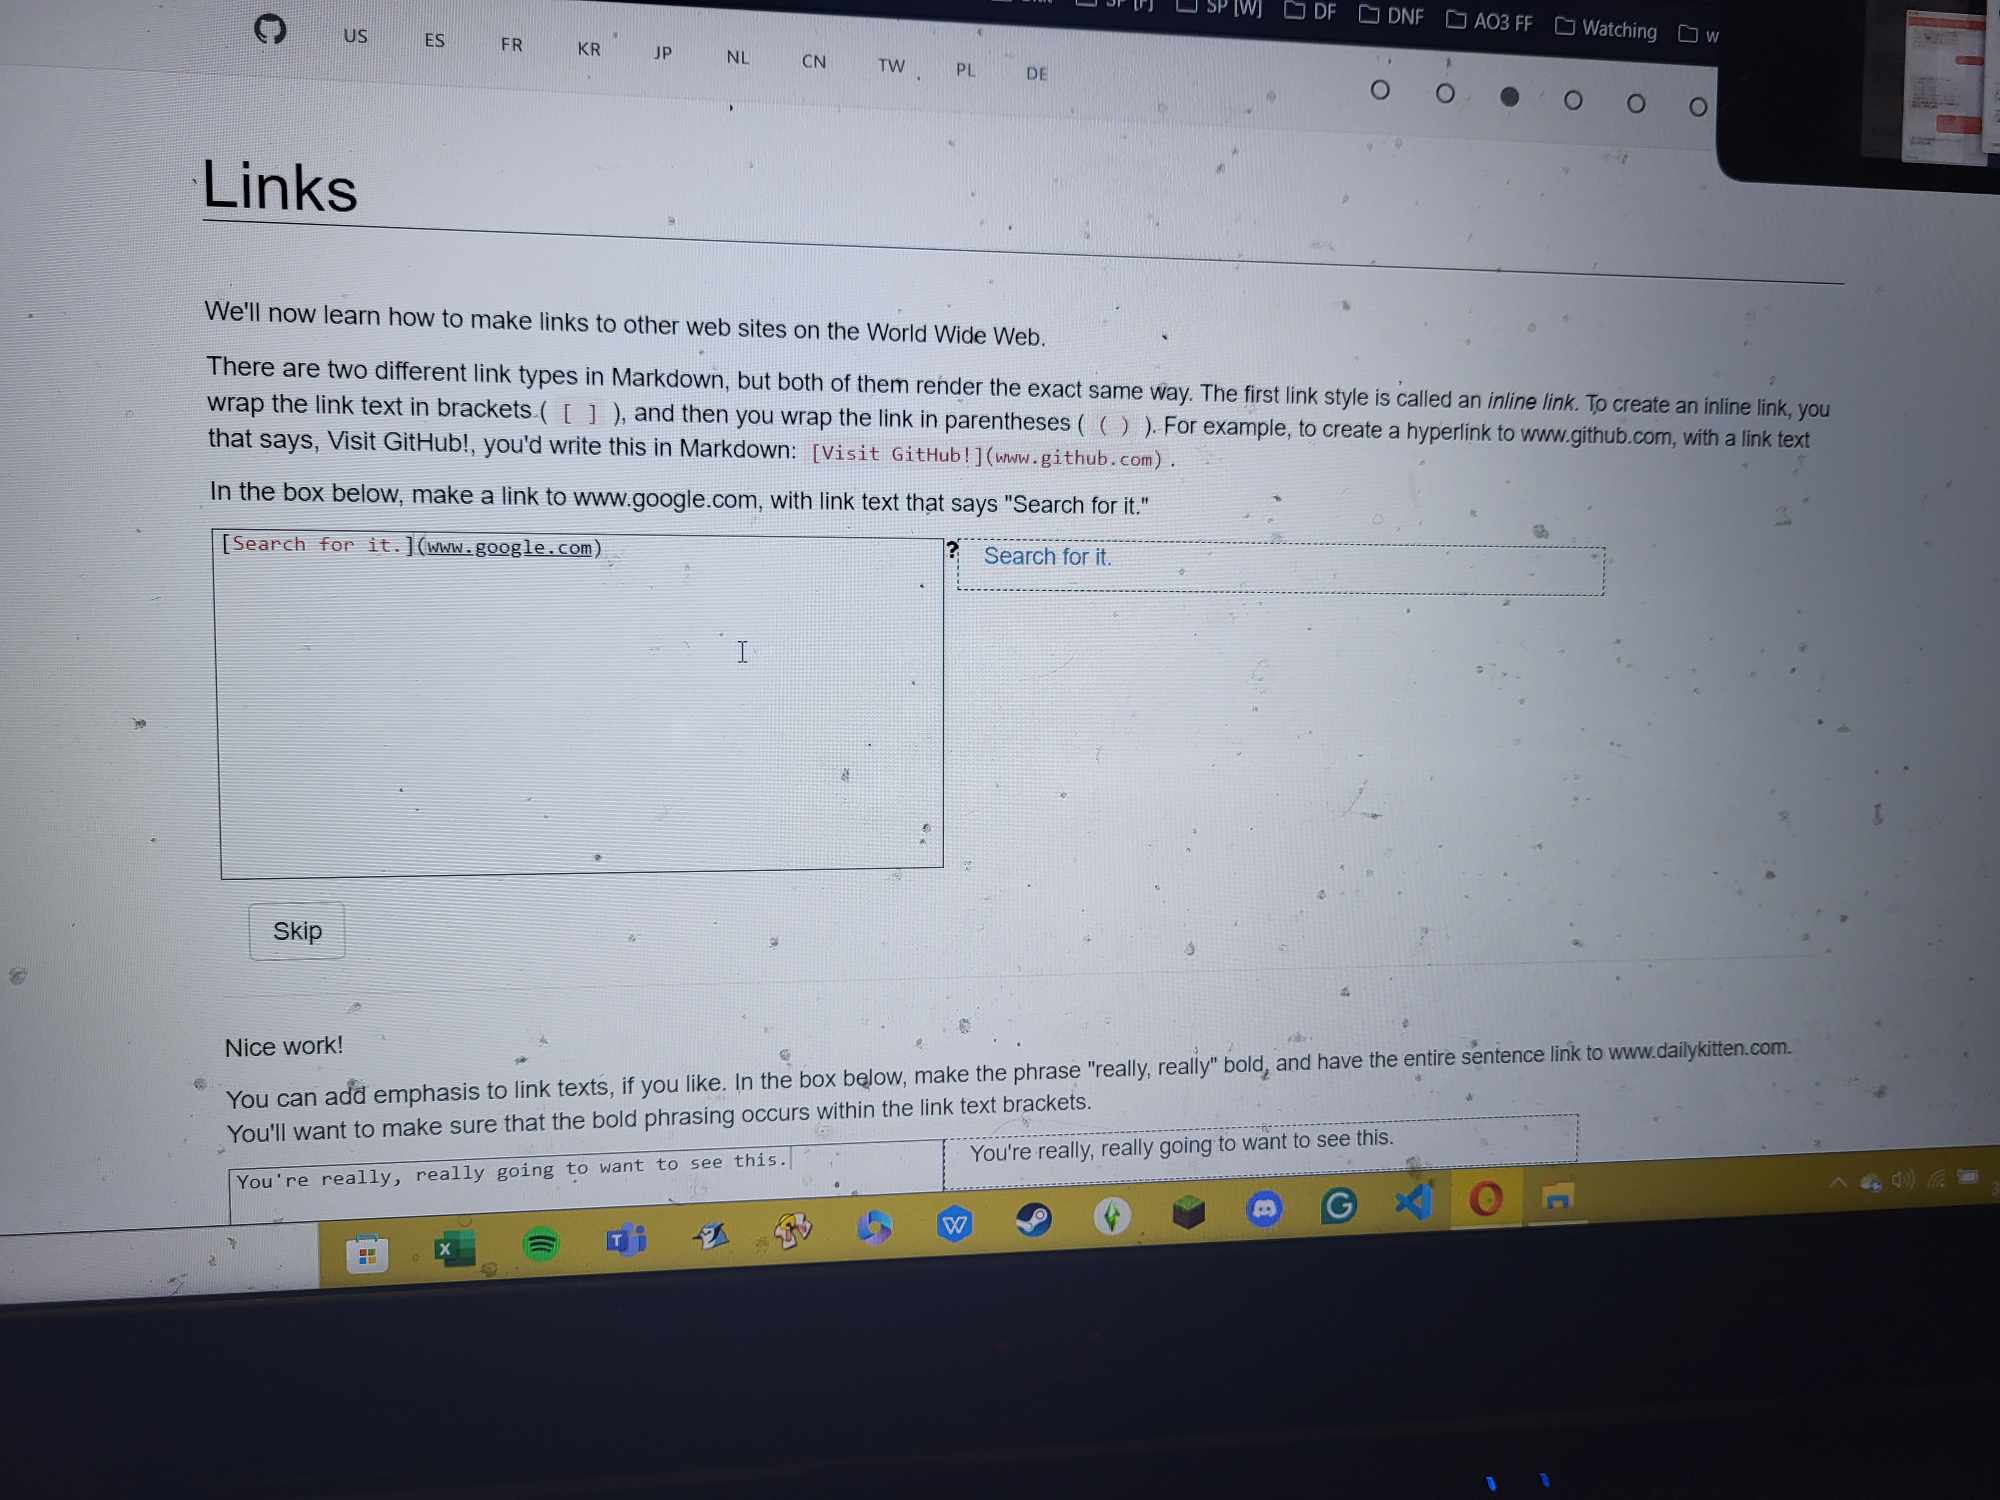 SP [W]
DF
DNF
AO3 FF
Watching
US
ES
FR
KR
JP
NL
CN
TW
PL
DE
Links
We'll now learn how to make links to other web sites on the World Wide Web.
There are two different link types in Markdown, but both of them render the exact same way. The first link style is called an inline link. To create an inline link, you
wrap the link text in brackets ( [ ] ), and then you wrap the link in parentheses ( ( ) ). For example, to create a hyperlink to www.github.com, with a link text
that says, Visit GitHub!, you'd write this in Markdown: [Visit GitHub!](www.github.com) .
In the box below, make a link to www.google.com, with link text that says "Search for it."
[Search for it.](www.google.com)
?
Search for it.
Skip
Nice work!
You can add emphasis to link texts, if you like. In the box below, make the phrase "really, really" bold, and have the entire sentence link to www.dailykitten.com.
You'll want to make sure that the bold phrasing occurs within the link text brackets.
You're really, really going to want to see this.
You're really, really going to want to see this.